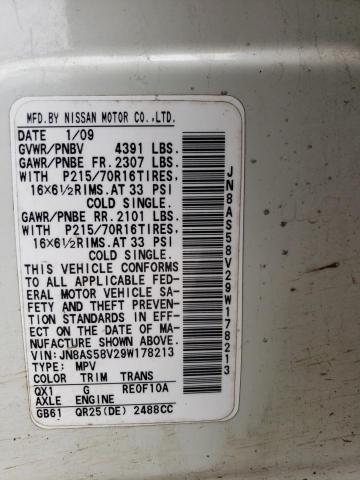 MFD.BY NISSAN MOTOR CO.,LTD.
DATE 1/09
GVWR/PNBV 4391 LBS.
GAWR/PNBE FR. 2307 LBS.
WITH P215/70R16TIRES,
16×6½RIMS.AT 33 PSI
COLD SINGLE.
GAWR/PNBE RR. 2101 LBS.
WITH P215/70R16TIRES,
16×6½RIMS.AT 33 PSI
COLD SINGLE.
THIS VEHICLE CONFORMS
TO ALL APPLICABLE FED-
ERAL MOTOR VEHICLE SA-
FETY AND THEFT PREVEN-
TION STANDARDS IN EFF-
ECT ON THE DATE OF MA-
NUFACTURE SHOWN ABOVE.
VIN:JN8AS58V29W178213
TYPE: MPV
COLOR TRIM TRANS
QX1 G RE0F10A
AXLE ENGINE
GB61 QR25(DE) 2488CC
JN8AS58V29W178213